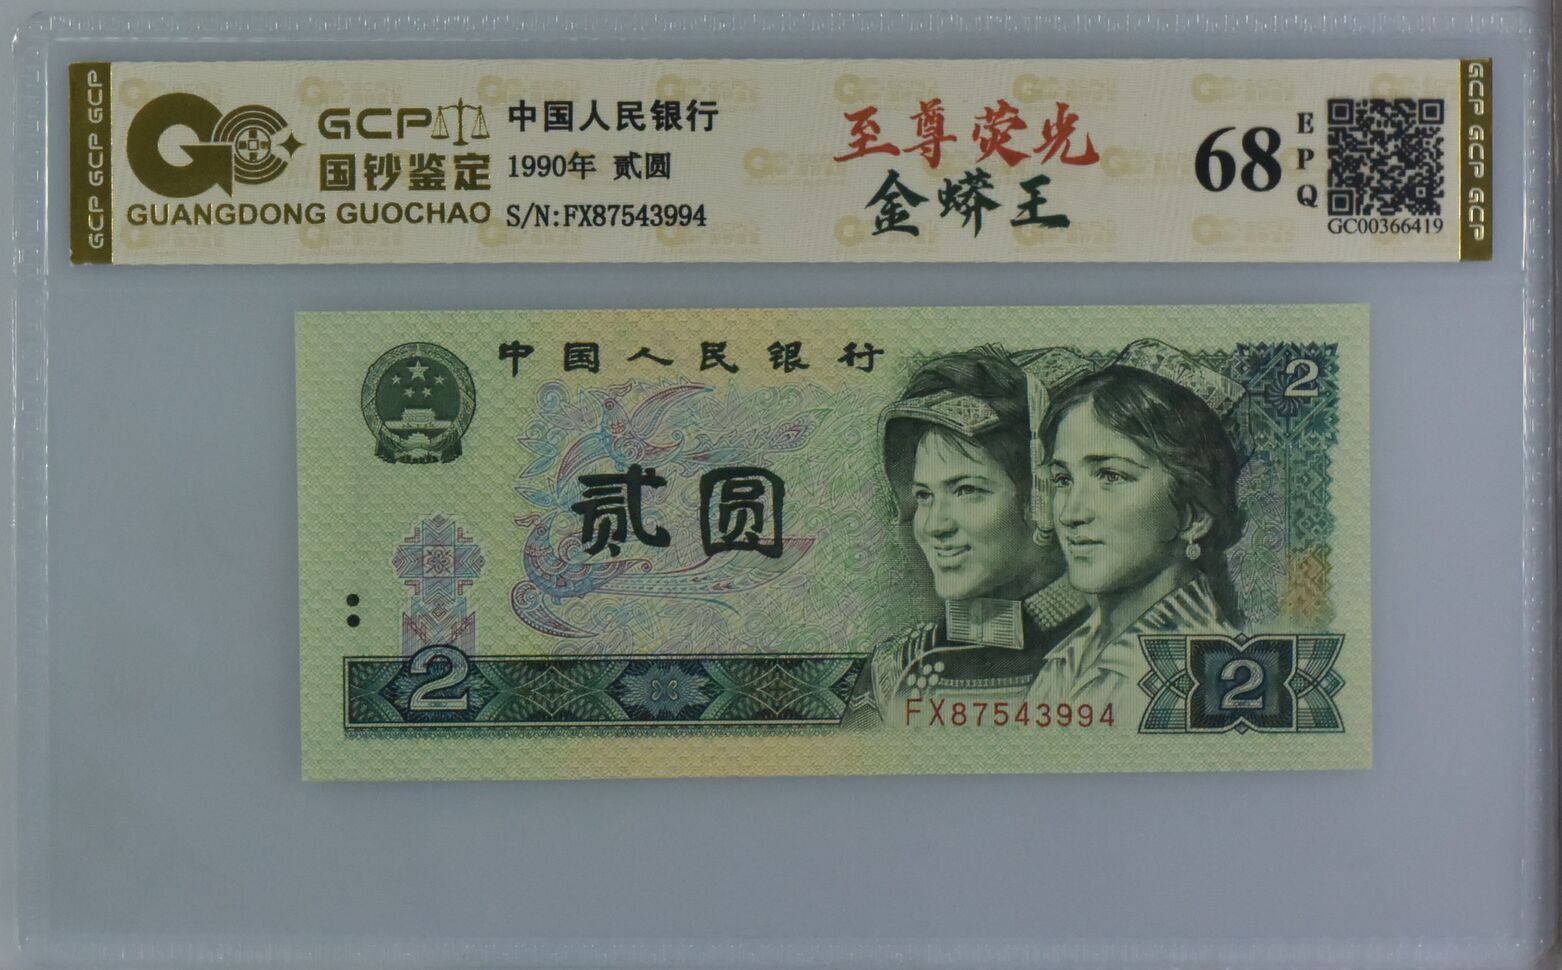 GCP GCP GCP
GCP
国钞鉴定
GUANGDONG GUOCHAO
中国人民银行
1990年 贰圆
S/N:FX87543994
至尊荧光
金蟒王
68
EPQ
GC00366419
GCP GCP GCP
中国人民银行
2
贰圆
2
2
FX87543994